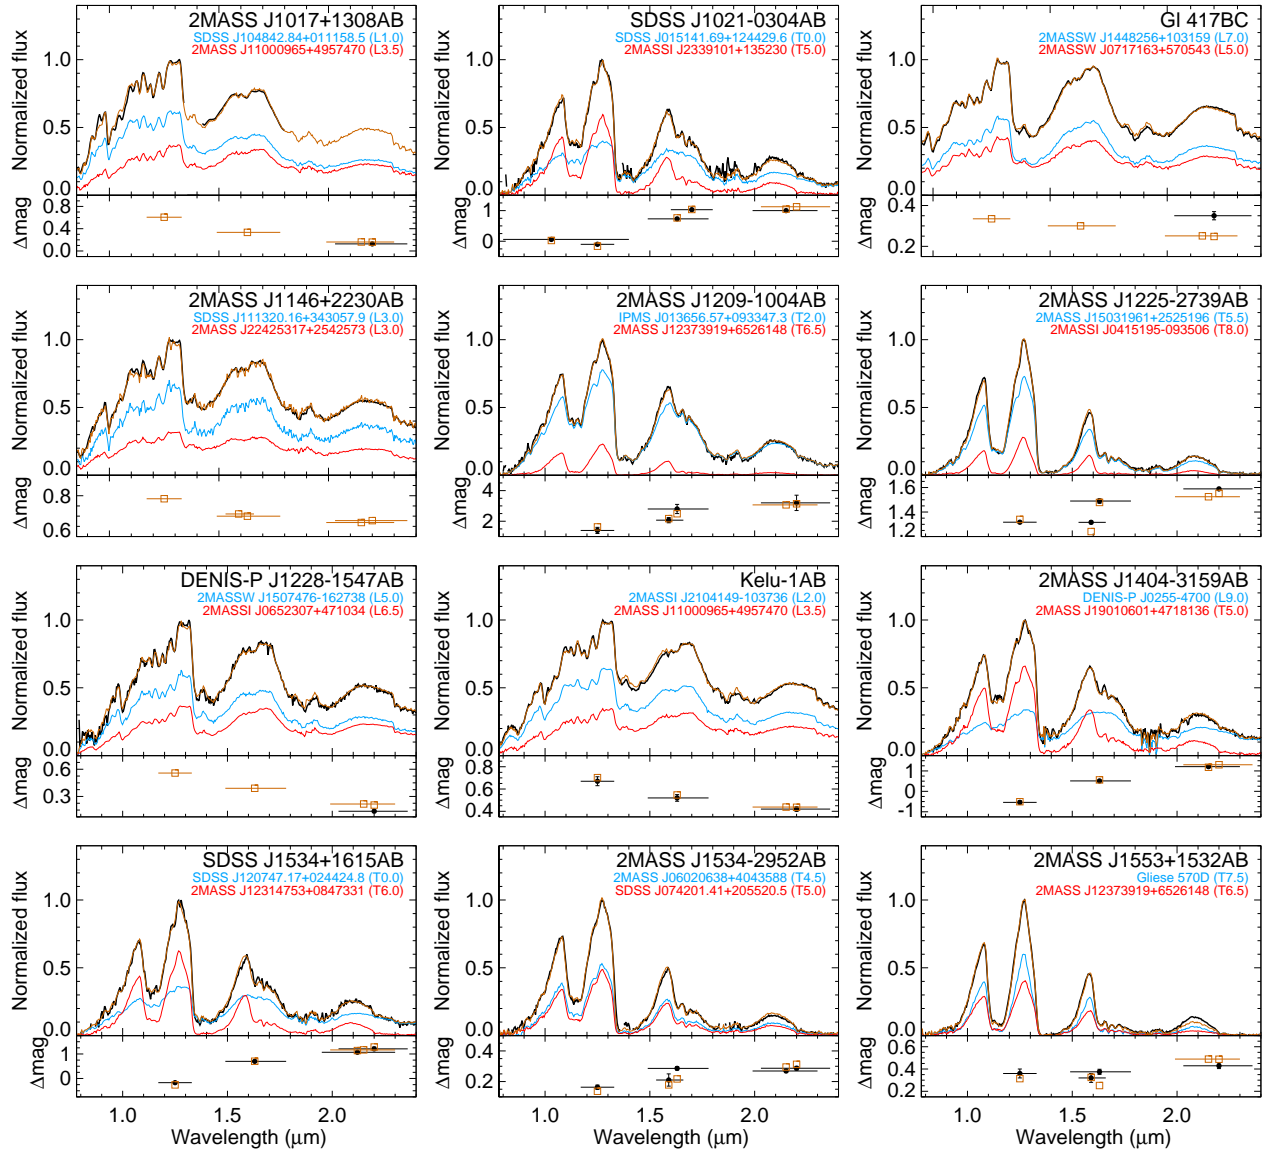 2MASS J1017+1308AB
SDSS J104842.84+011158.5 (L1.0)
2MASS J11000965+4957470 (L3.5)
Normalized flux
1.0
0.5
0.0
Δmag
0.8
0.4
0.0
SDSS J1021-0304AB
SDSS J015141.69+124429.6 (T0.0)
2MASSI J2339101+135230 (T5.0)
Normalized flux
1.0
0.5
0.0
Δmag
1
0
Gl 417BC
2MASSW J1448256+103159 (L7.0)
2MASSW J0717163+570543 (L5.0)
Normalized flux
1.0
0.5
0.0
Δmag
0.4
0.2
2MASS J1146+2230AB
SDSS J111320.16+343057.9 (L3.0)
2MASS J22425317+2542573 (L3.0)
Normalized flux
1.0
0.5
0.0
Δmag
0.8
0.6
2MASS J1209-1004AB
IPMS J013656.57+093347.3 (T2.0)
2MASS J12373919+6526148 (T6.5)
Normalized flux
1.0
0.5
0.0
Δmag
4
2
2MASS J1225-2739AB
2MASS J15031961+2525196 (T5.5)
2MASSI J0415195-093506 (T8.0)
Normalized flux
1.0
0.5
0.0
Δmag
1.6
1.4
1.2
DENIS-P J1228-1547AB
2MASSW J1507476-162738 (L5.0)
2MASSI J0652307+471034 (L6.5)
Normalized flux
1.0
0.5
0.0
Δmag
0.6
0.3
Kelu-1AB
2MASSI J2104149-103736 (L2.0)
2MASS J11000965+4957470 (L3.5)
Normalized flux
1.0
0.5
0.0
Δmag
0.8
0.6
0.4
2MASS J1404-3159AB
DENIS-P J0255-4700 (L9.0)
2MASS J19010601+4718136 (T5.0)
Normalized flux
1.0
0.5
0.0
Δmag
1
0
-1
SDSS J1534+1615AB
SDSS J120747.17+024424.8 (T0.0)
2MASS J12314753+0847331 (T6.0)
Normalized flux
1.0
0.5
0.0
Δmag
1
0
1.0
1.5
2.0
Wavelength (μm)
2MASS J1534-2952AB
2MASS J06020638+4043588 (T4.5)
SDSS J074201.41+205520.5 (T5.0)
Normalized flux
1.0
0.5
0.0
Δmag
0.4
0.2
1.0
1.5
2.0
Wavelength (μm)
2MASS J1553+1532AB
Gliese 570D (T7.5)
2MASS J12373919+6526148 (T6.5)
Normalized flux
1.0
0.5
0.0
Δmag
0.6
0.4
0.2
1.0
1.5
2.0
Wavelength (μm)